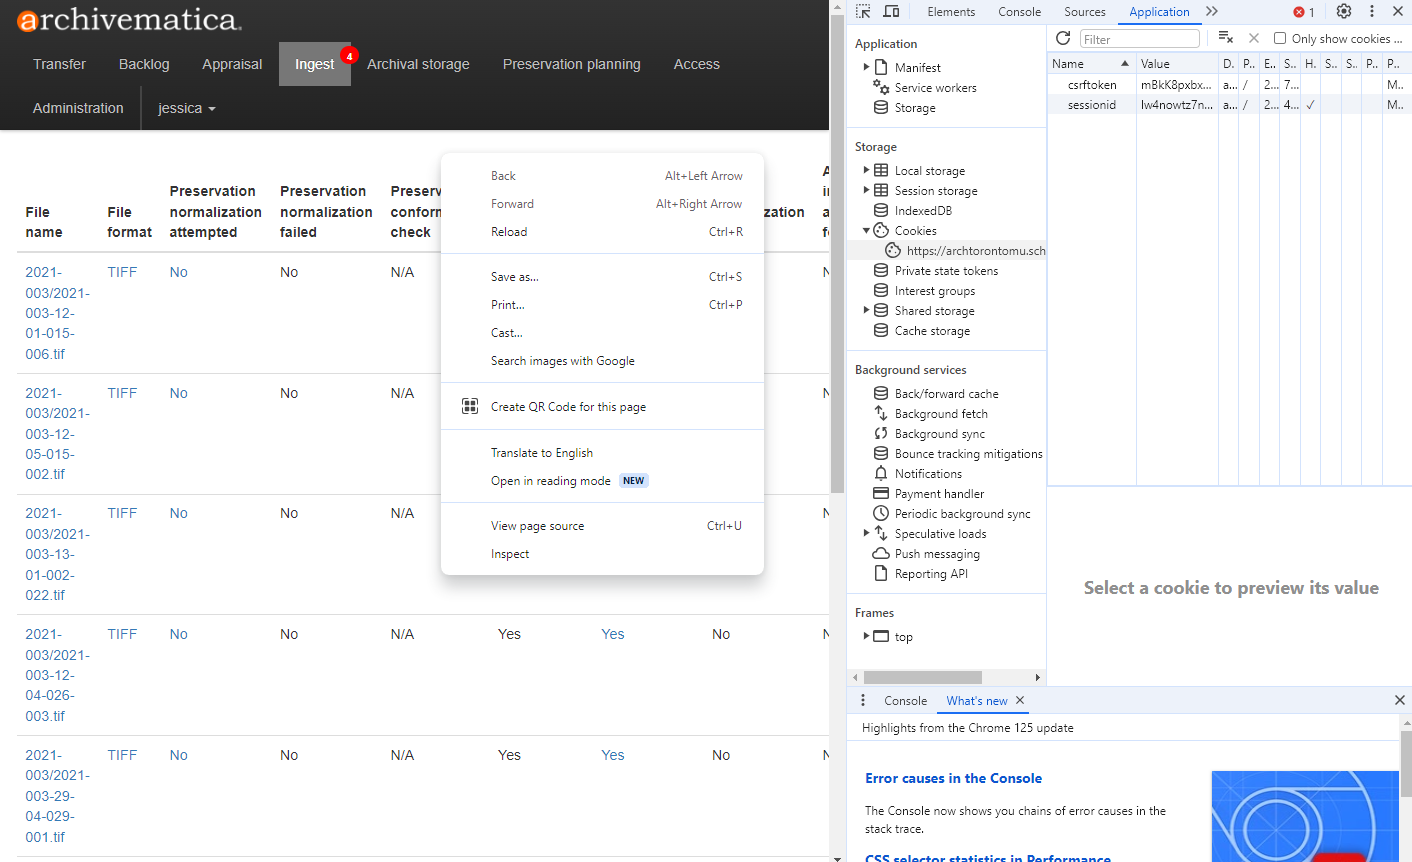 archivematica
Transfer
Backlog
Appraisal
Ingest
4
Archival storage
Preservation planning
Access
Administration
jessica
File
name
File
format
Preservation
normalization
attempted
Preservation
normalization
failed
check
2021-
003/2021-
003-12-
01-015-
006.tif
TIFF
No
No
N/A
2021-
003/2021-
003-12-
05-015-
002.tif
TIFF
No
No
N/A
2021-
003/2021-
003-13-
01-002-
022.tif
TIFF
No
No
N/A
2021-
003/2021-
003-12-
04-026-
003.tif
TIFF
No
No
N/A
Yes
Yes
No
2021-
003/2021-
003-29-
04-029-
001.tif
TIFF
No
No
N/A
Yes
Yes
No
Back Alt+Left Arrow
Forward Alt+Right Arrow
Reload Ctrl+R
Save as... Ctrl+S
Print... Ctrl+P
Cast...
Search images with Google
Create QR Code for this page
Translate to English
Open in reading mode NEW
View page source Ctrl+U
Inspect
Elements Console Sources Application 1
Application
Manifest
Service workers
Storage
Storage
Local storage
Session storage
IndexedDB
Cookies
https://archtorontomu.sch
Private state tokens
Interest groups
Shared storage
Cache storage
Background services
Back/forward cache
Background fetch
Background sync
Bounce tracking mitigations
Notifications
Payment handler
Periodic background sync
Speculative loads
Push messaging
Reporting API
Frames
top
Filter Only show cookies ...
Name Value D. P.. E.. S.. H. S.. S.. P.. P..
csrftoken mBkK8pxbx... a... / 2... 7... M..
sessionid lw4nowtz7n... a... / 2... 4... ✓ M..
Select a cookie to preview its value
Console What's new
Highlights from the Chrome 125 update
Error causes in the Console
The Console now shows you chains of error causes in the
stack trace.
CSS selector statistics in Performance